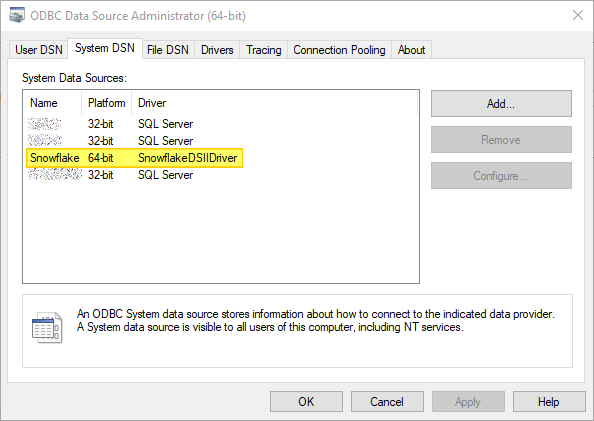 ODBC Data Source Administrator (64-bit)
User DSN System DSN File DSN Drivers Tracing Connection Pooling About
System Data Sources:
Name Platform Driver
32-bit SQL Server
32-bit SQL Server
Snowflake 64-bit SnowflakeDSIIDriver
32-bit SQL Server
Add...
Remove
Configure...
An ODBC System data source stores information about how to connect to the indicated data provider.
A System data source is visible to all users of this computer, including NT services.
OK Cancel Apply Help